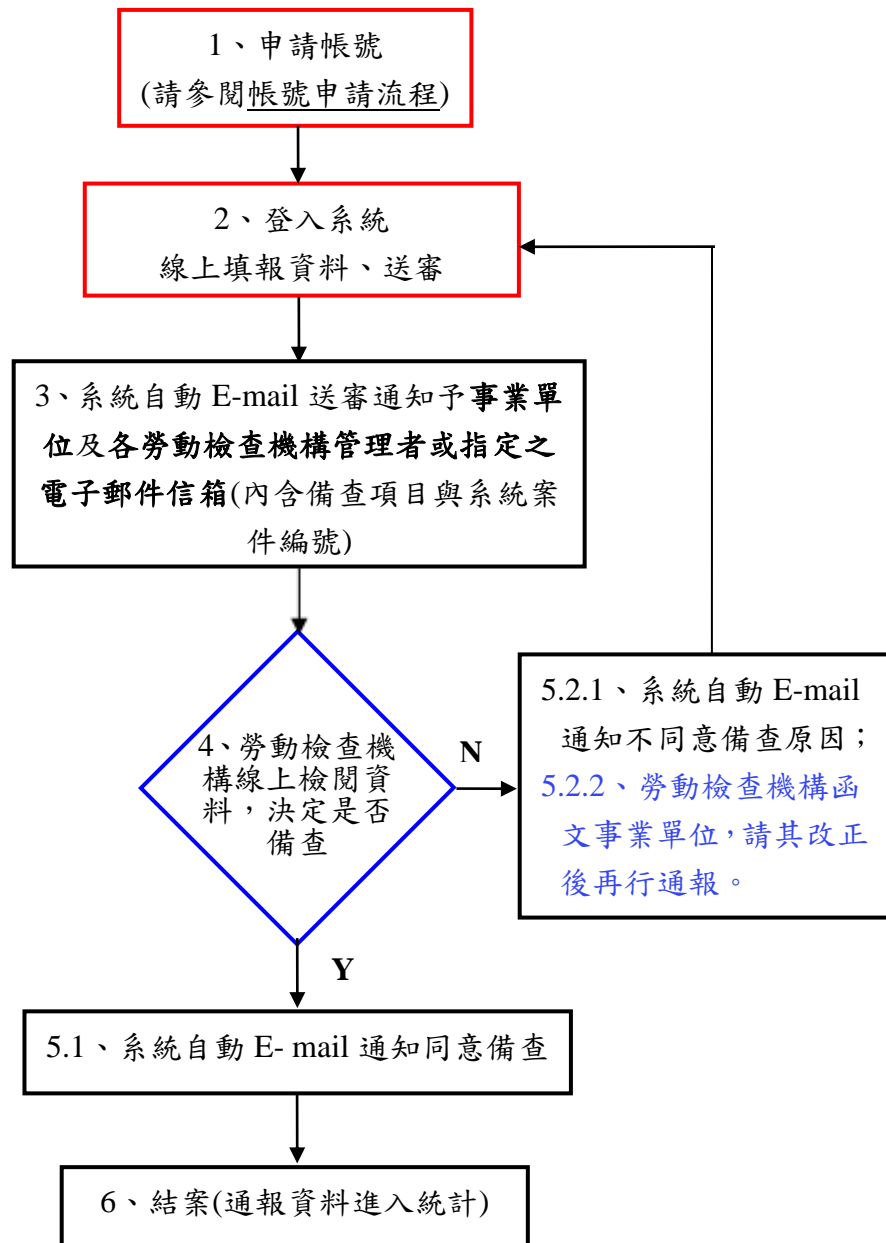 1、申請帳號
(請參閱帳號申請流程)
2、登入系統
線上填報資料、送審
3、系統自動 E-mail 送審通知予事業單
位及各勞動檢查機構管理者或指定之
電子郵件信箱(內含備查項目與系統案
件編號)
4、勞動檢查機
構線上檢閱資
料，決定是否
備查
N
5.2.1、系統自動 E-mail
通知不同意備查原因；
5.2.2、勞動檢查機構函
文事業單位，請其改正
後再行通報。
Y
5.1、系統自動 E- mail 通知同意備查
6、結案(通報資料進入統計)